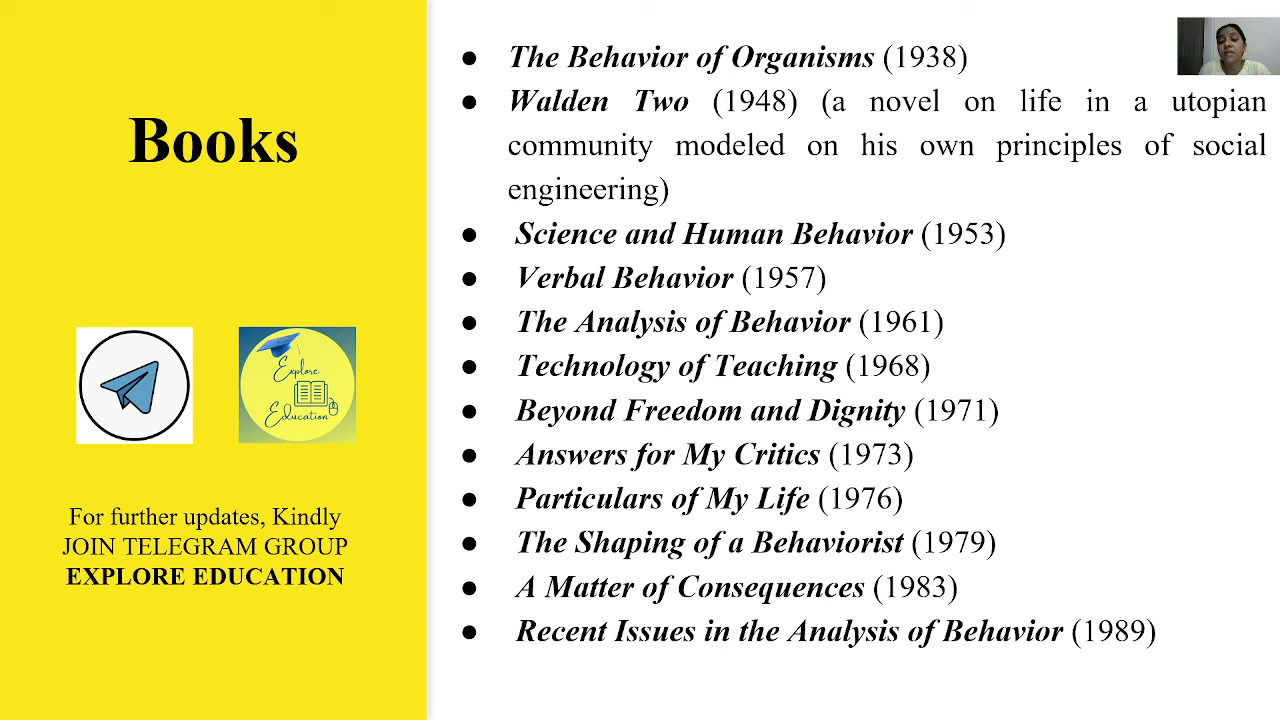 Books
Explore
Education
For further updates, Kindly
JOIN TELEGRAM GROUP
EXPLORE EDUCATION
● The Behavior of Organisms (1938)
● Walden Two (1948) (a novel on life in a utopian
community modeled on his own principles of social
engineering)
● Science and Human Behavior (1953)
● Verbal Behavior (1957)
● The Analysis of Behavior (1961)
● Technology of Teaching (1968)
● Beyond Freedom and Dignity (1971)
● Answers for My Critics (1973)
● Particulars of My Life (1976)
● The Shaping of a Behaviorist (1979)
● A Matter of Consequences (1983)
● Recent Issues in the Analysis of Behavior (1989)